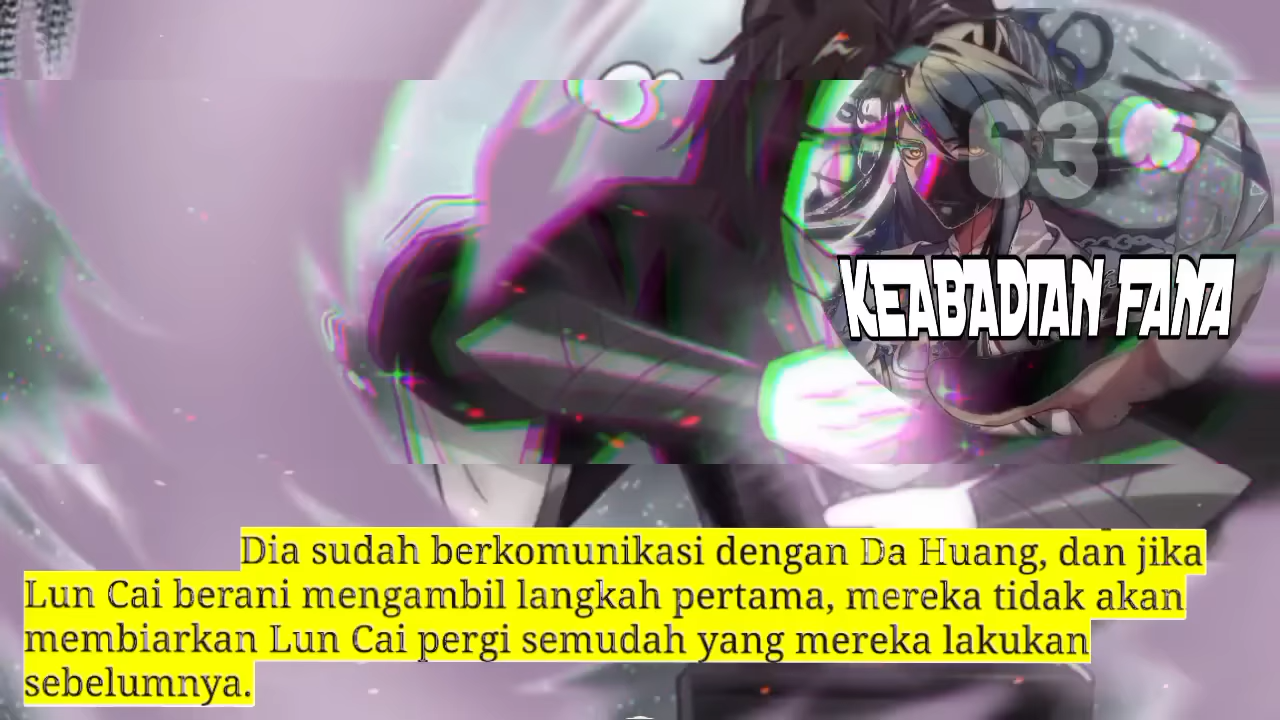 63
KEABADIAN FANA
Dia sudah berkomunikasi dengan Da Huang, dan jika
Lun Cai berani mengambil langkah pertama, mereka tidak akan
membiarkan Lun Cai pergi semudah yang mereka lakukan
sebelumnya.